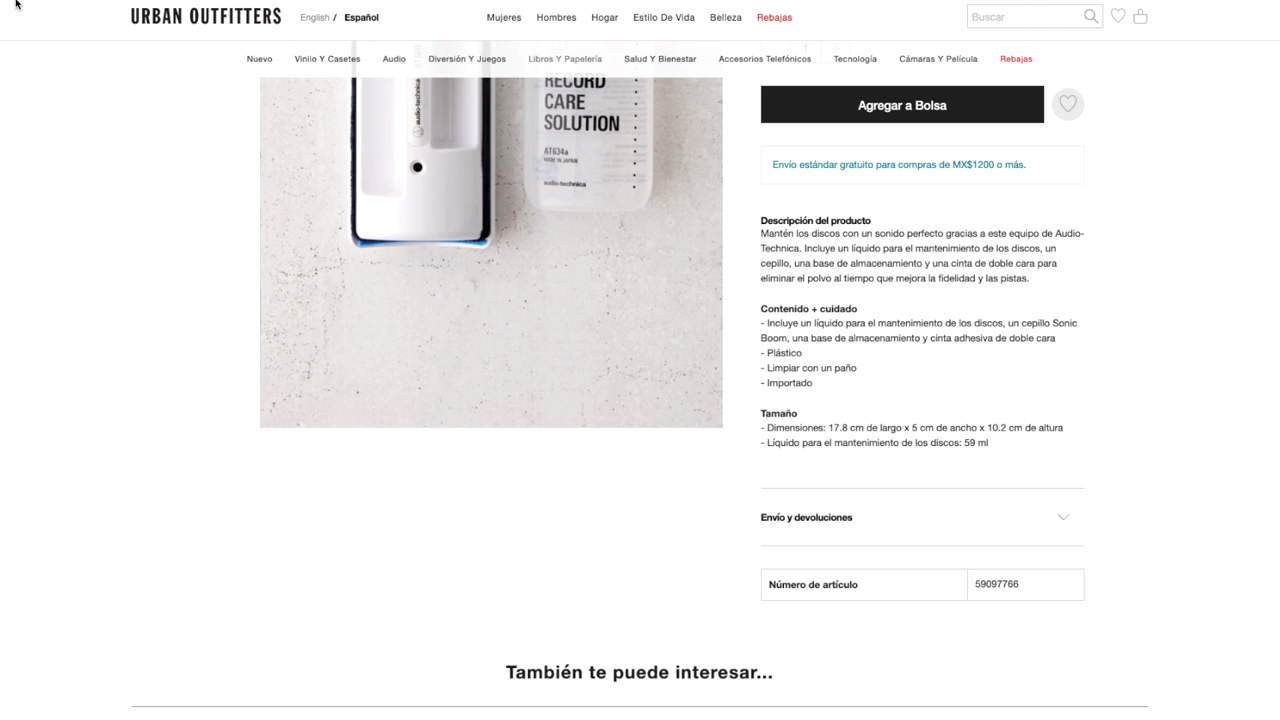 URBAN OUTFITTERS
English / Español
Mujeres Hombres Hogar Estilo De Vida Belleza Rebajas
Buscar
Nuevo Vinilo Y Casetes Audio Diversión Y Juegos Libros Y Papelería Salud Y Bienestar Accesorios Telefónicos Tecnología Cámaras Y Película Rebajas
1
audio-technica
RECORD
CARE
SOLUTION
AT634a
MADE IN JAPAN
audio-technica
Agregar a Bolsa
Envío estándar gratuito para compras de MX$1200 o más.
Descripción del producto
Mantén los discos con un sonido perfecto gracias a este equipo de Audio-
Technica. Incluye un líquido para el mantenimiento de los discos, un
cepillo, una base de almacenamiento y una cinta de doble cara para
eliminar el polvo al tiempo que mejora la fidelidad y las pistas.
Contenido + cuidado
- Incluye un líquido para el mantenimiento de los discos, un cepillo Sonic
Boom, una base de almacenamiento y cinta adhesiva de doble cara
- Plástico
- Limpiar con un paño
- Importado
Tamaño
- Dimensiones: 17.8 cm de largo x 5 cm de ancho x 10.2 cm de altura
- Líquido para el mantenimiento de los discos: 59 ml
Envío y devoluciones
Número de artículo 59097766
También te puede interesar...